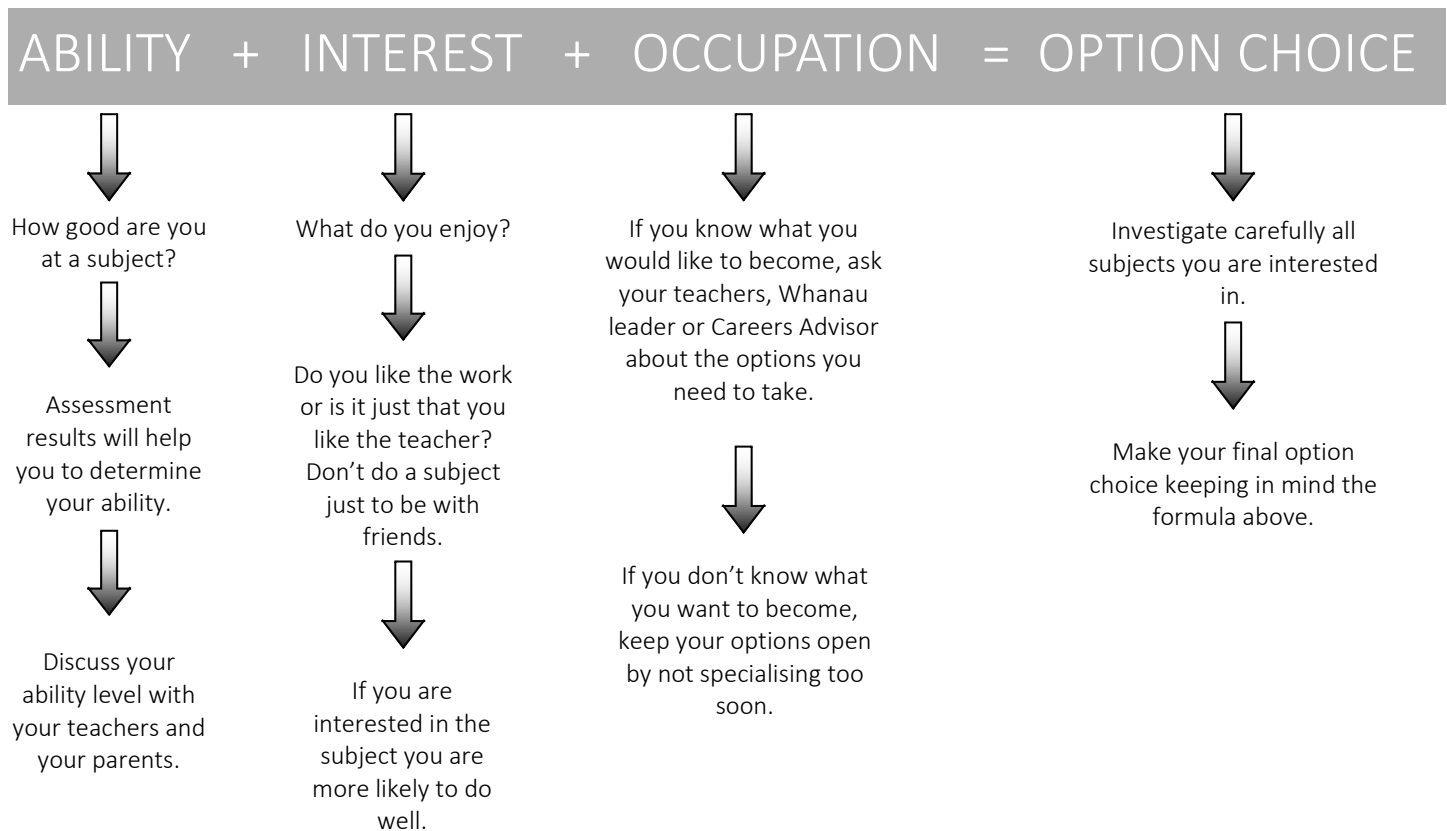 ABILITY + INTEREST + OCCUPATION = OPTION CHOICE
How good are you
at a subject?
Assessment
results will help
you to determine
your ability.
Discuss your
ability level with
your teachers and
your parents.
What do you enjoy?
Do you like the work
or is it just that you
like the teacher?
Don’t do a subject
just to be with
friends.
If you are
interested in the
subject you are
more likely to do
well.
If you know what you
would like to become, ask
your teachers, Whanau
leader or Careers Advisor
about the options you
need to take.
If you don’t know what
you want to become,
keep your options open
by not specialising too
soon.
Investigate carefully all
subjects you are interested
in.
Make your final option
choice keeping in mind the
formula above.